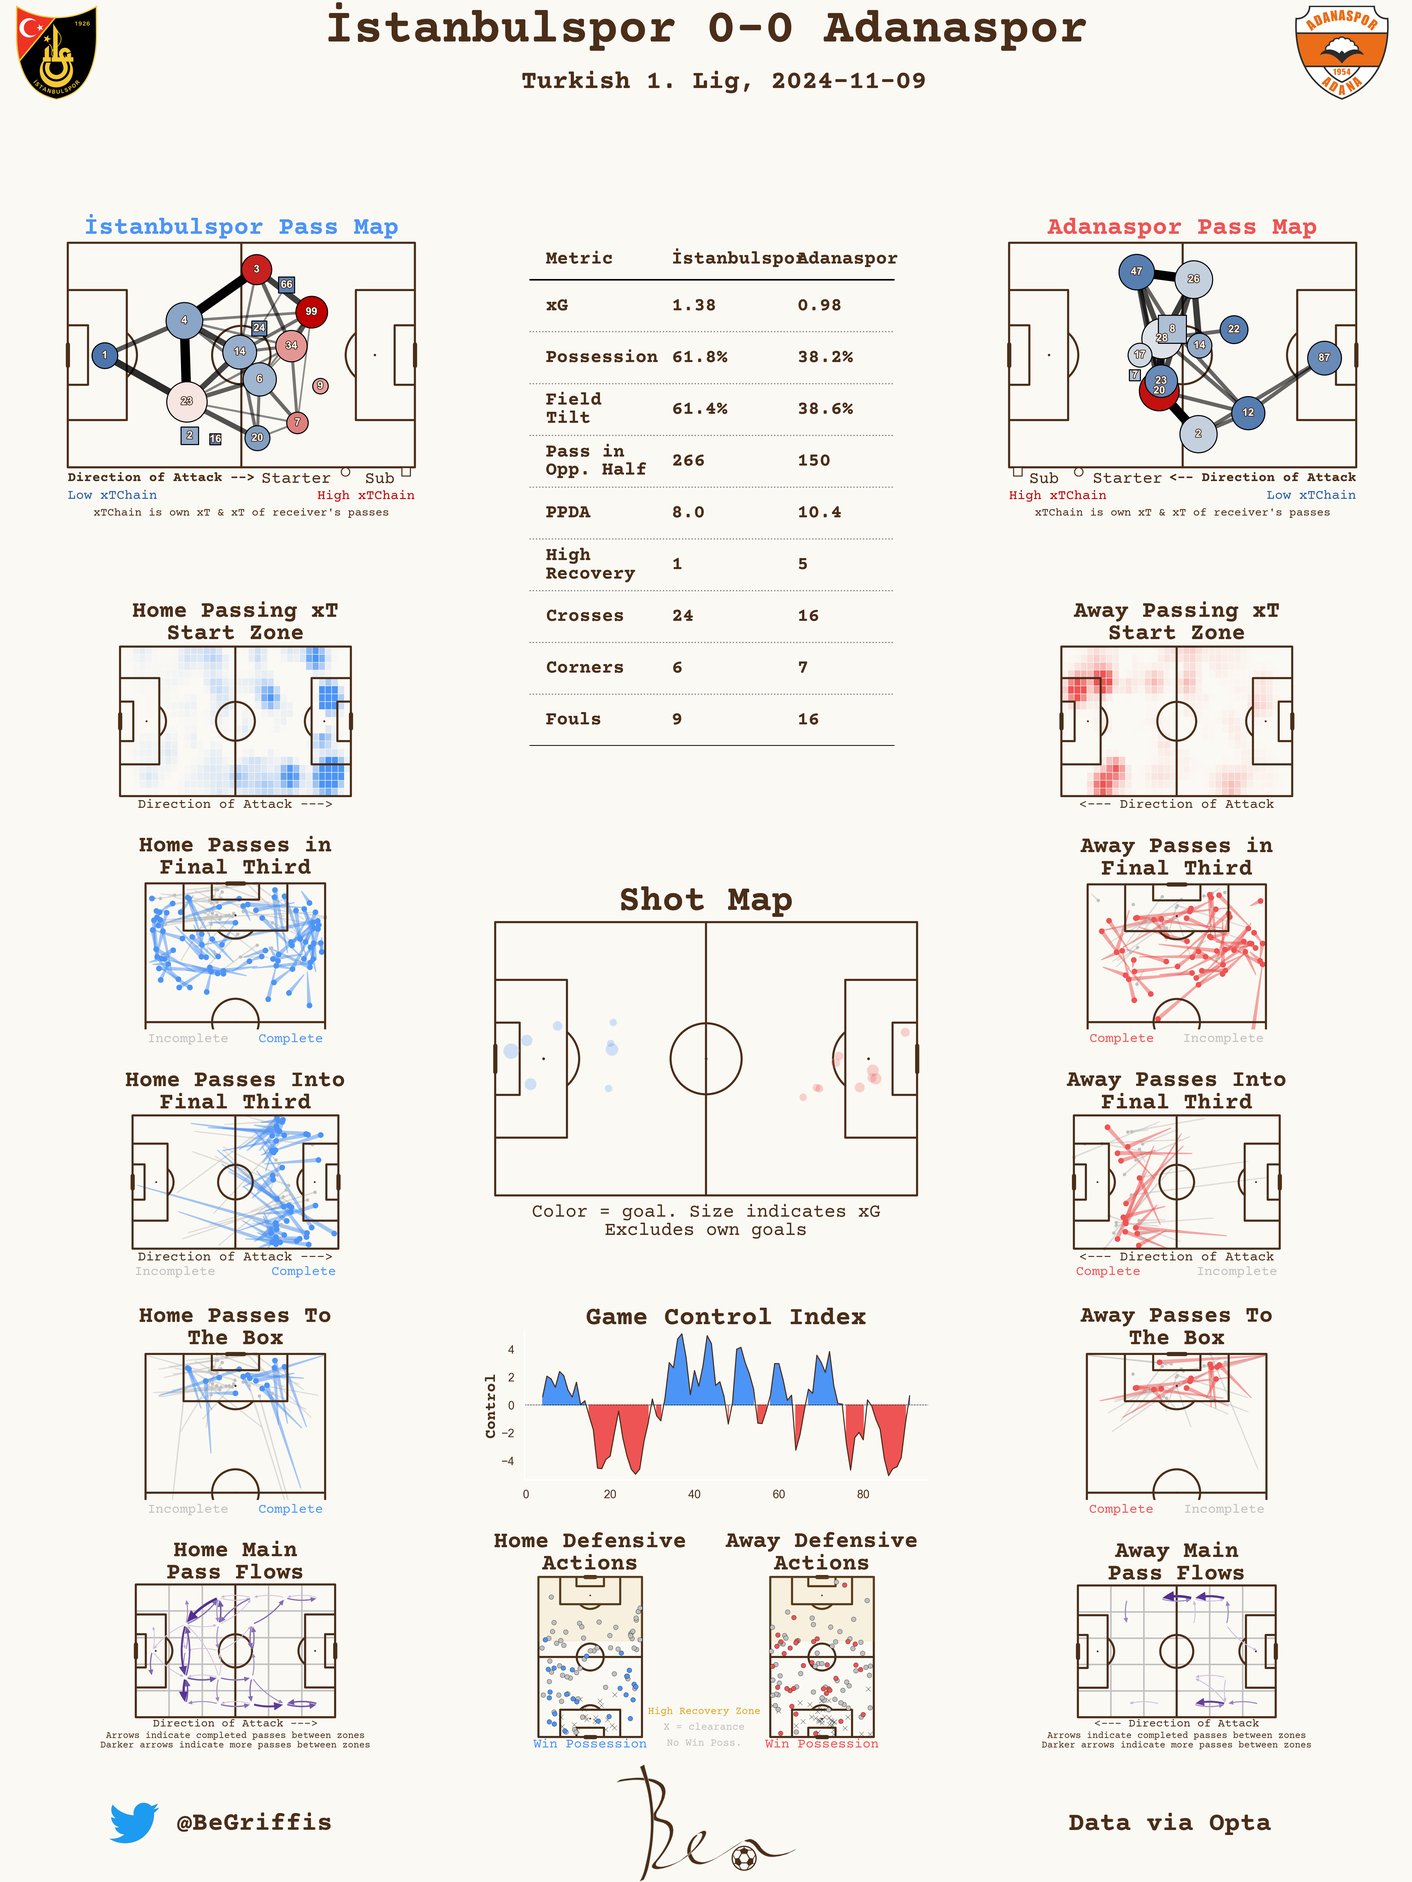 İstanbulspor 0-0 Adanaspor
Turkish 1. Lig, 2024-11-09
1926
İSTANBULSPOR
ADANASPOR
1954
ADANA
İstanbulspor Pass Map
3
66
99
4
24
14
34
1
6
9
23
7
2
16
20
Direction of Attack --> Starter Sub
Low xTChain High xTChain
xTChain is own xT & xT of receiver's passes
Metric İstanbulspor Adanaspor
xG 1.38 0.98
Possession 61.8% 38.2%
Field
Tilt 61.4% 38.6%
Pass in
Opp. Half 266 150
PPDA 8.0 10.4
High
Recovery 1 5
Crosses 24 16
Corners 6 7
Fouls 9 16
Adanaspor Pass Map
47
26
8
22
28
14
17
87
7
23
20
12
2
Sub Starter <-- Direction of Attack
High xTChain Low xTChain
xTChain is own xT & xT of receiver's passes
Home Passing xT
Start Zone
Direction of Attack --->
Away Passing xT
Start Zone
<--- Direction of Attack
Home Passes in
Final Third
Incomplete Complete
Away Passes in
Final Third
Complete Incomplete
Shot Map
Color = goal. Size indicates xG
Excludes own goals
Home Passes Into
Final Third
Direction of Attack --->
Incomplete Complete
Away Passes Into
Final Third
<--- Direction of Attack
Complete Incomplete
Home Passes To
The Box
Incomplete Complete
Game Control Index
Control
4
2
0
−2
−4
0 20 40 60 80
Away Passes To
The Box
Complete Incomplete
Home Main
Pass Flows
Direction of Attack --->
Arrows indicate completed passes between zones
Darker arrows indicate more passes between zones
Home Defensive
Actions
Win Possession
Away Defensive
Actions
Win Possession
High Recovery Zone
X = clearance
No Win Poss.
Away Main
Pass Flows
<--- Direction of Attack
Arrows indicate completed passes between zones
Darker arrows indicate more passes between zones
@BeGriffis
Ben
Data via Opta